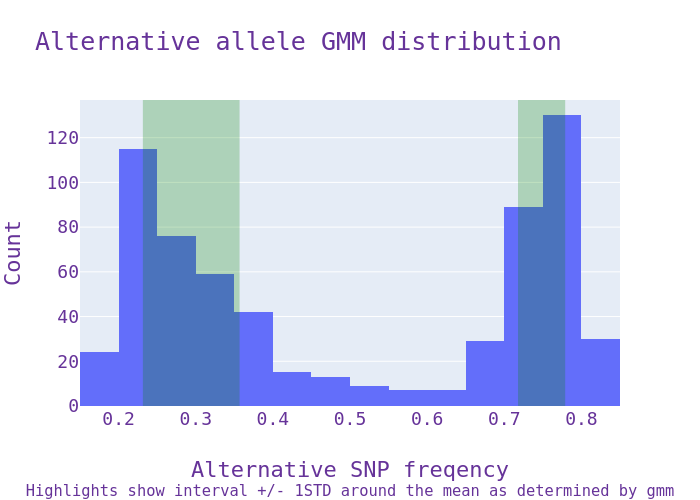 Alternative allele GMM distribution
120
100
80
60
40
20
0
Count
0.2 0.3 0.4 0.5 0.6 0.7 0.8
Alternative SNP freqency
Highlights show interval +/- 1STD around the mean as determined by gmm